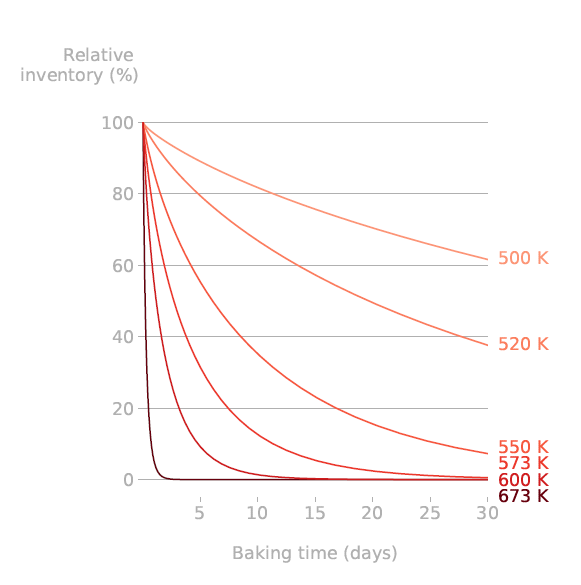 Relative
inventory (%)
100
80
60
40
20
0
500 K
520 K
550 K
573 K
600 K
673 K
5
10
15
20
25
30
Baking time (days)